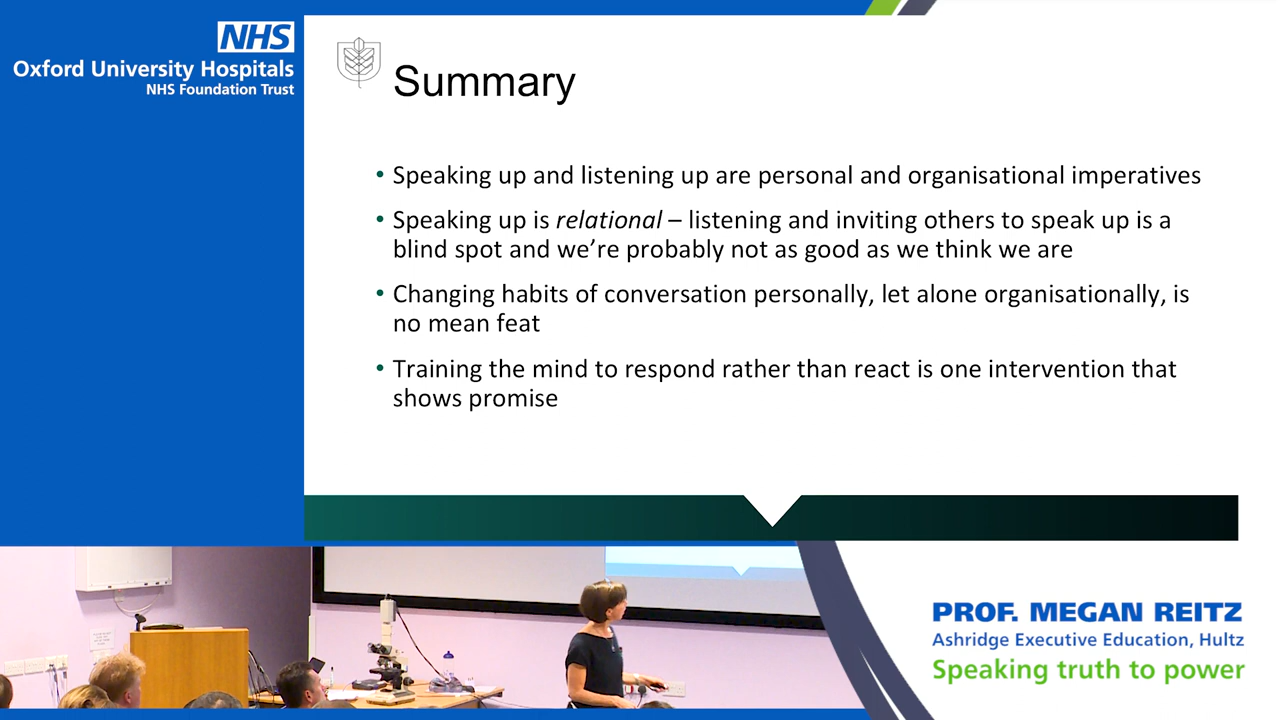 NHS
Oxford University Hospitals
NHS Foundation Trust
Summary
• Speaking up and listening up are personal and organisational imperatives
• Speaking up is relational – listening and inviting others to speak up is a
blind spot and we’re probably not as good as we think we are
• Changing habits of conversation personally, let alone organisationally, is
no mean feat
• Training the mind to respond rather than react is one intervention that
shows promise
PROF. MEGAN REITZ
Ashridge Executive Education, Hultz
Speaking truth to power